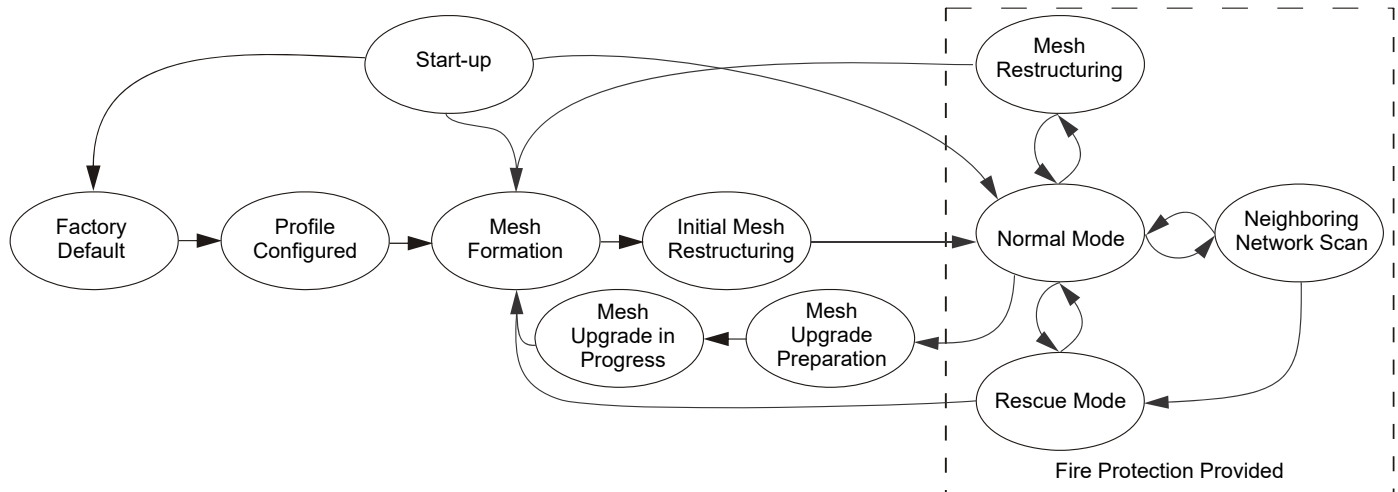 Start-up
Mesh
Restructuring
Factory
Default
Profile
Configured
Mesh
Formation
Initial Mesh
Restructuring
Normal Mode
Neighboring
Network Scan
Mesh
Upgrade in
Progress
Mesh
Upgrade
Preparation
Rescue Mode
Fire Protection Provided